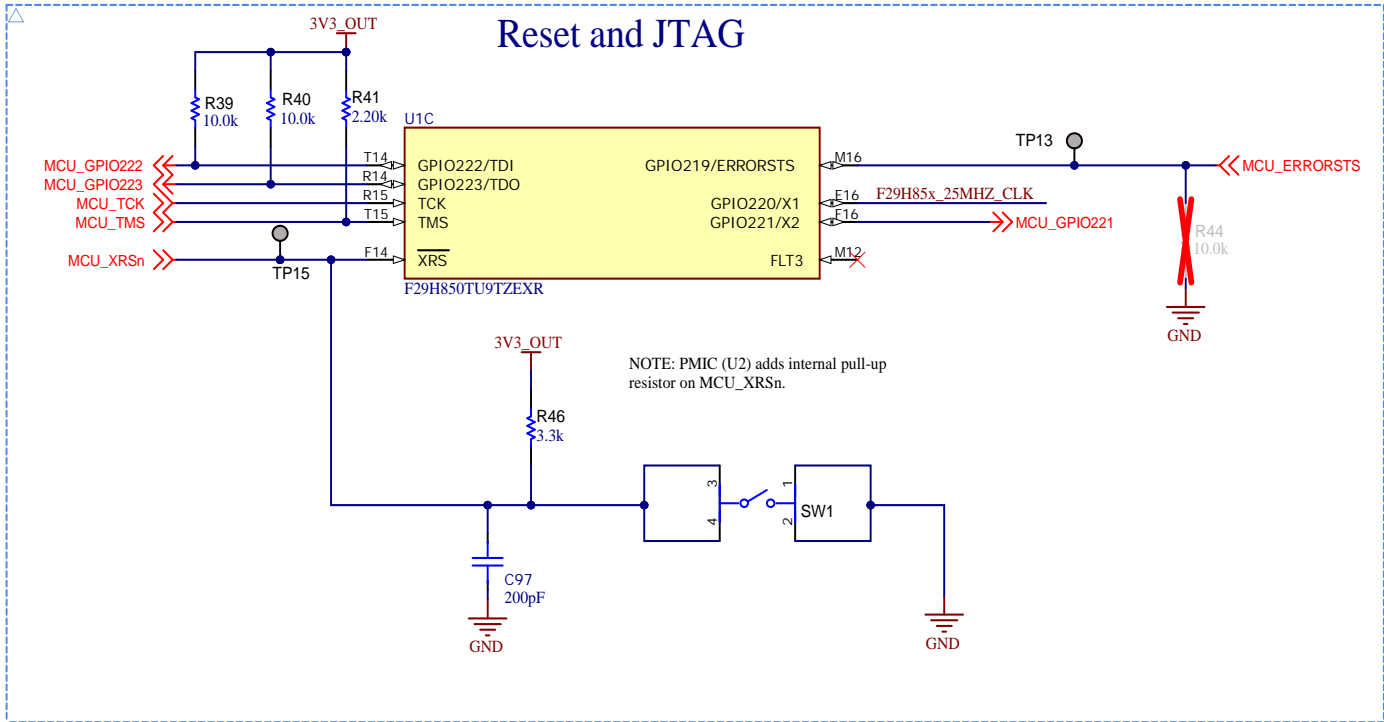 Reset and JTAG
3V3_OUT
R39
10.0k
R40
10.0k
R41
2.20k
U1C
MCU_GPIO222
T14
GPIO222/TDI
MCU_GPIO223
R14
GPIO223/TDO
MCU_TCK
R15
TCK
MCU_TMS
T15
TMS
MCU_XRSn
TP15
F14
XRS
GPIO219/ERRORSTS
M16
TP13
MCU_ERRORSTS
GPIO220/X1
E16
F29H85x_25MHZ_CLK
GPIO221/X2
F16
MCU_GPIO221
FLT3
M12
R44
10.0k
GND
F29H850TU9TZEXR
3V3_OUT
NOTE: PMIC (U2) adds internal pull-up
resistor on MCU_XRSn.
R46
3.3k
3
4
1
2
SW1
C97
200pF
GND
GND